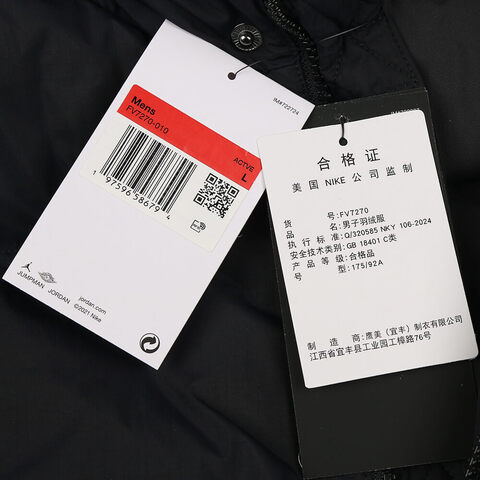 IM#722724
Mens
FV7270-010
ACTVE
L
1 97596 58679 4
JUMPMAN JORDAN
jordan.com
©2021 Nike
合格证
美国 NIKE 公司监制
货号:FV7270
品名:男子羽绒服
执行标准:Q/320585 NKY 106-2024
安全技术类别:GB 18401 C类
产品等级:合格品
号型:175/92A
制造商:鹰美(宜丰)制衣有限公司
江西省宜丰县工业园工樟路76号